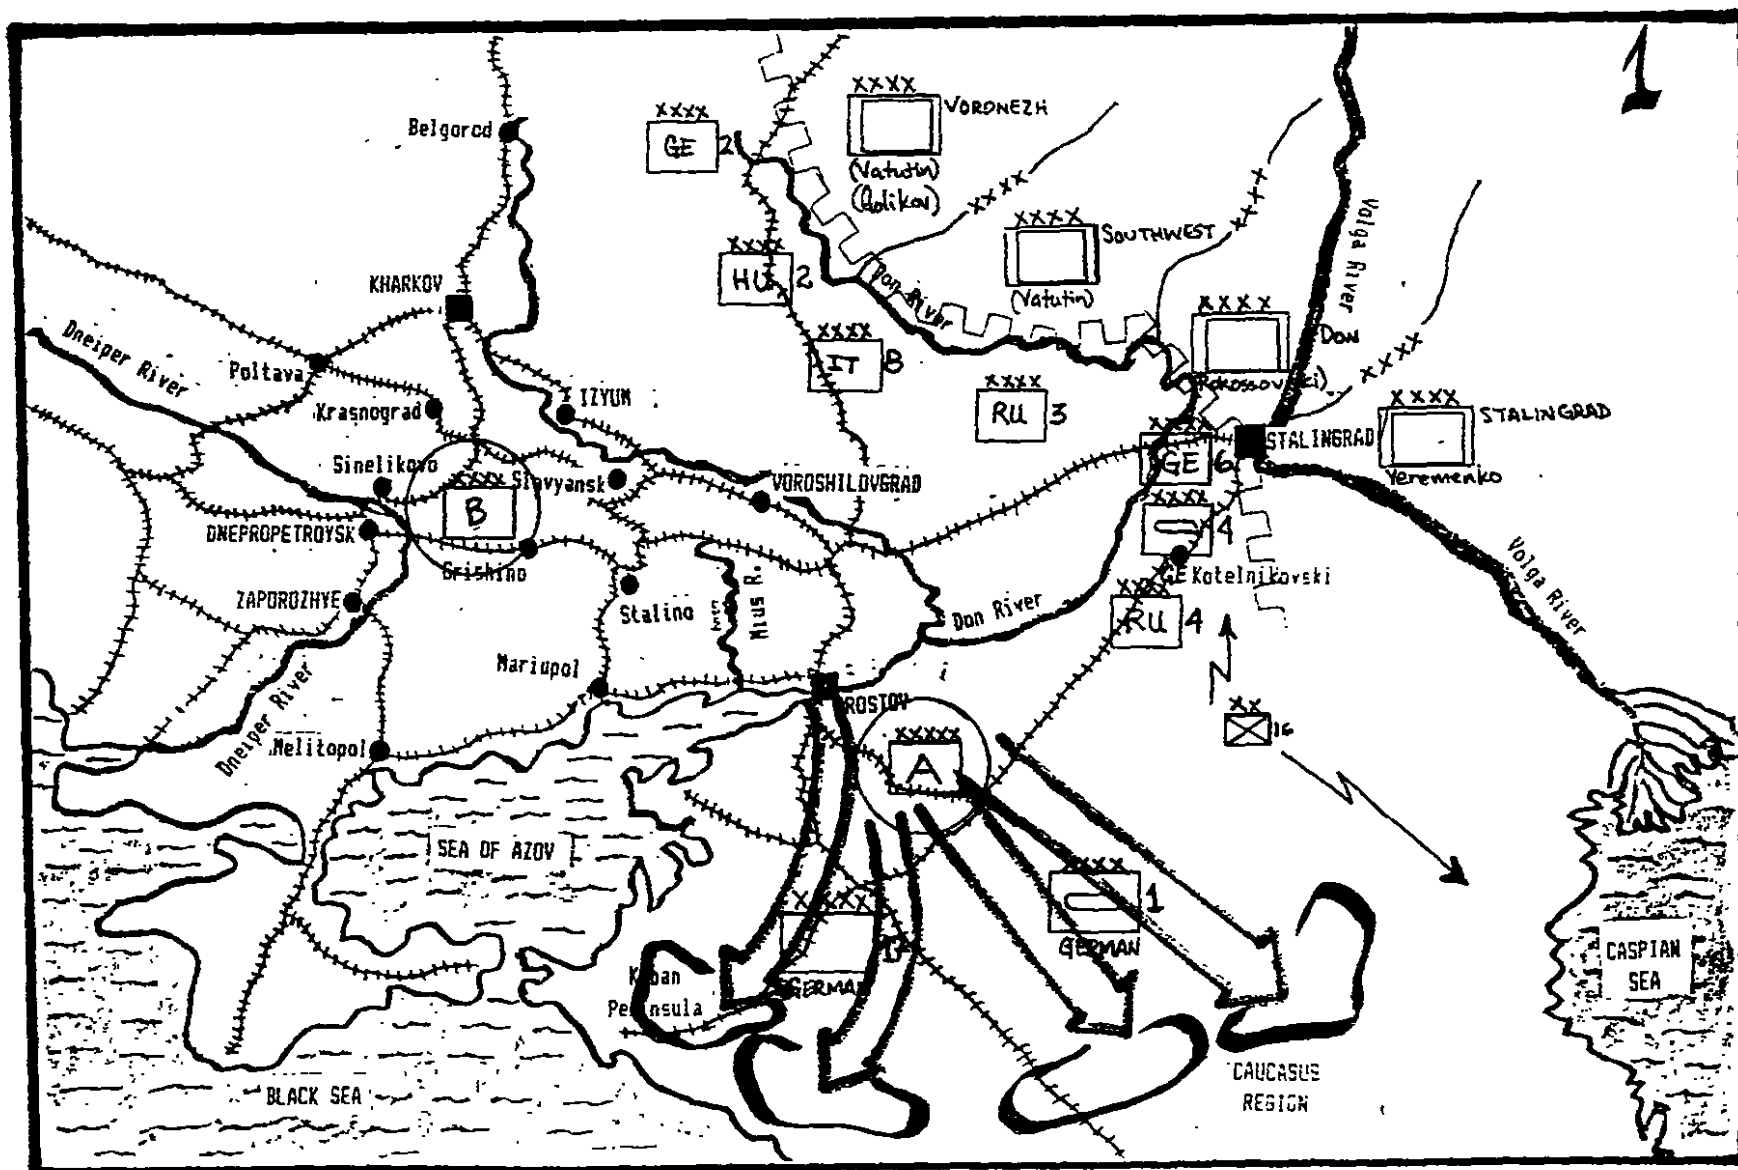 1
XXXX
VORONEZH
(Vatutin)
(Golikov)
XXXX
GE 2
Belgorod
XXXX
XXXX
XXXX
SOUTHWEST
(Vatutin)
Volga River
XXXX
HU 2
Don River
KHARKOV
XXXX
DON
XXXX
IT 8
Dneiper River
Poltava
XXXX
XXXX
RU 3
Krasnograd
IZYUM
XXXX
STALINGRAD
Yeremenko
STALINGRAD
XXXX
GE 6
Sinelikovo
XXXX
B
Slavyansk
VOROSHILOVGRAD
XXXX
4
GE
DNEPROPETROYSK
Grishino
Kotelnikovski
XXXX
RU 4
Volga River
ZAPOROZHYE
Stalino
Mius R.
Don River
Mariupol
ROSTOV
XX
16
Dneiper River
Melitopol
XXXXX
A
SEA OF AZOV
XXXX
1
GERMAN
XXXX
17
GERMAN
Kuban
Peninsula
CASPIAN
SEA
BLACK SEA
CAUCASUS
REGION